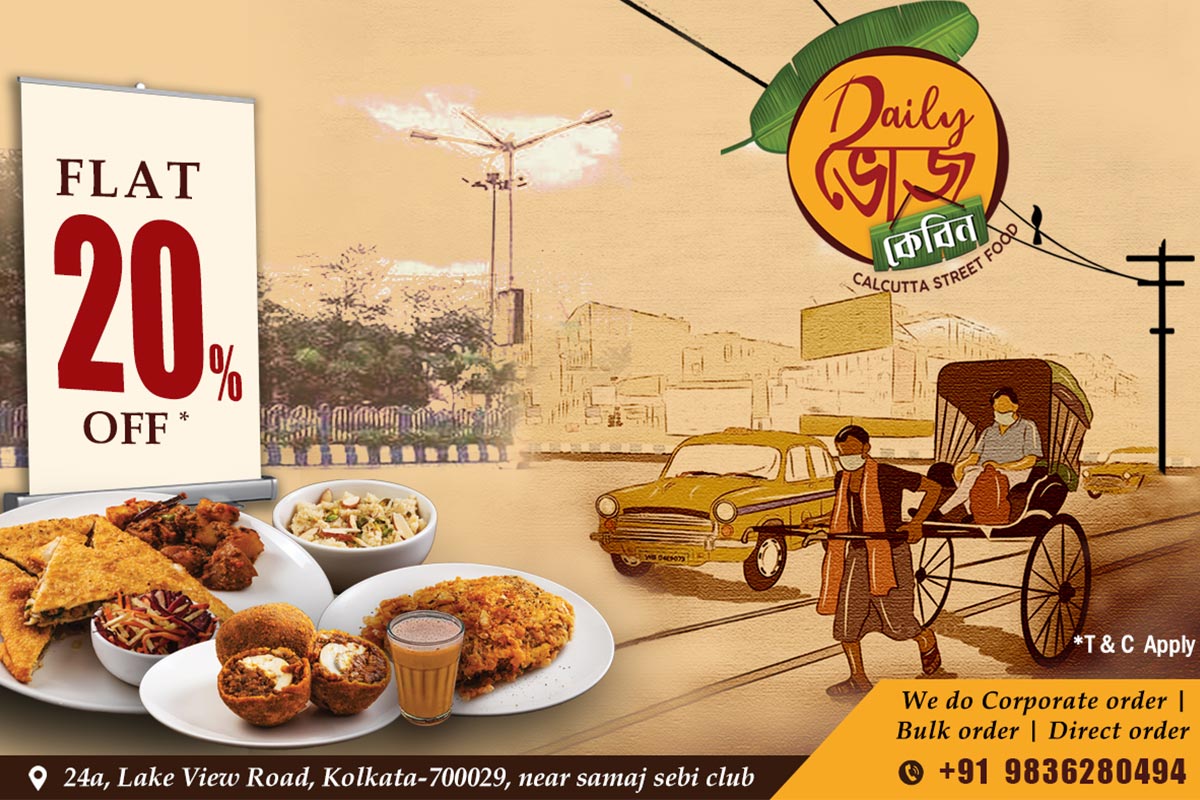 FLAT
20%
OFF*
Daily
ভোজ
কেবিন
CALCUTTA STREET FOOD
*T & C Apply
We do Corporate order |
Bulk order | Direct order
+91 9836280494
24a, Lake View Road, Kolkata-700029, near samaj sebi club